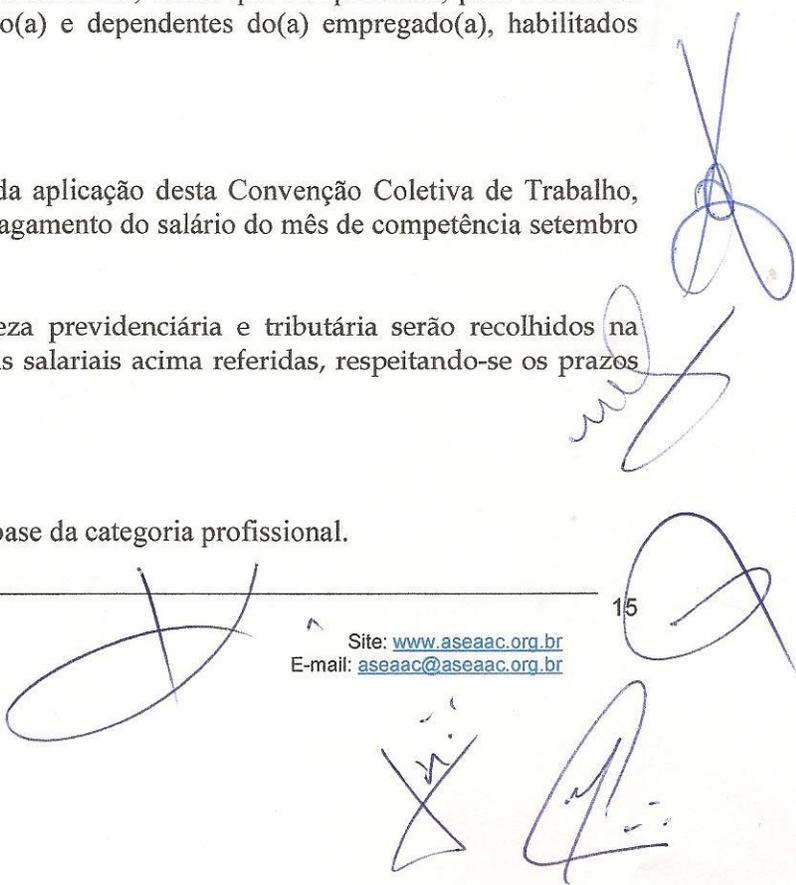 o(a) e dependentes do(a) empregado(a), habilitados
da aplicação desta Convenção Coletiva de Trabalho,
agamento do salário do mês de competência setembro
eza previdenciária e tributária serão recolhidos na
s salariais acima referidas, respeitando-se os prazos
base da categoria profissional.
15
Site: www.aseaac.org.br
E-mail: aseaac@aseaac.org.br